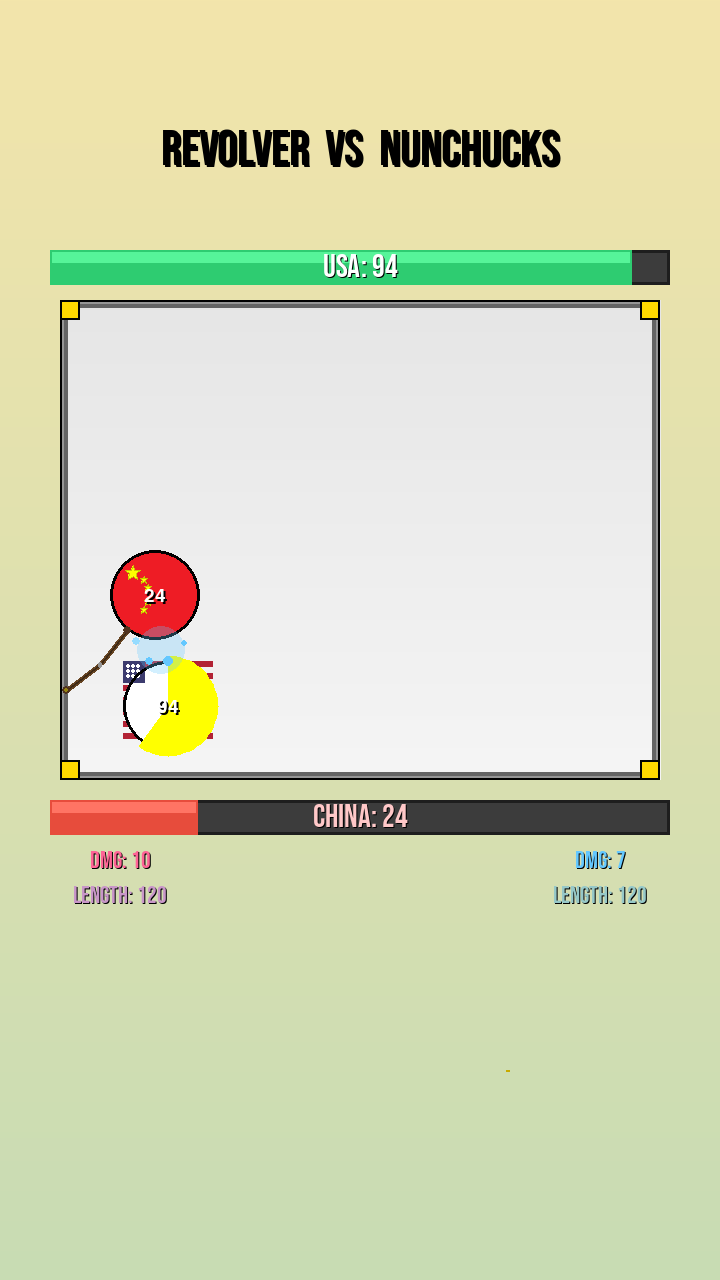 REVOLVER VS NUNCHUCKS
USA: 94
24
94
CHINA: 24
DMG: 10
DMG: 7
LENGTH: 120
LENGTH: 120